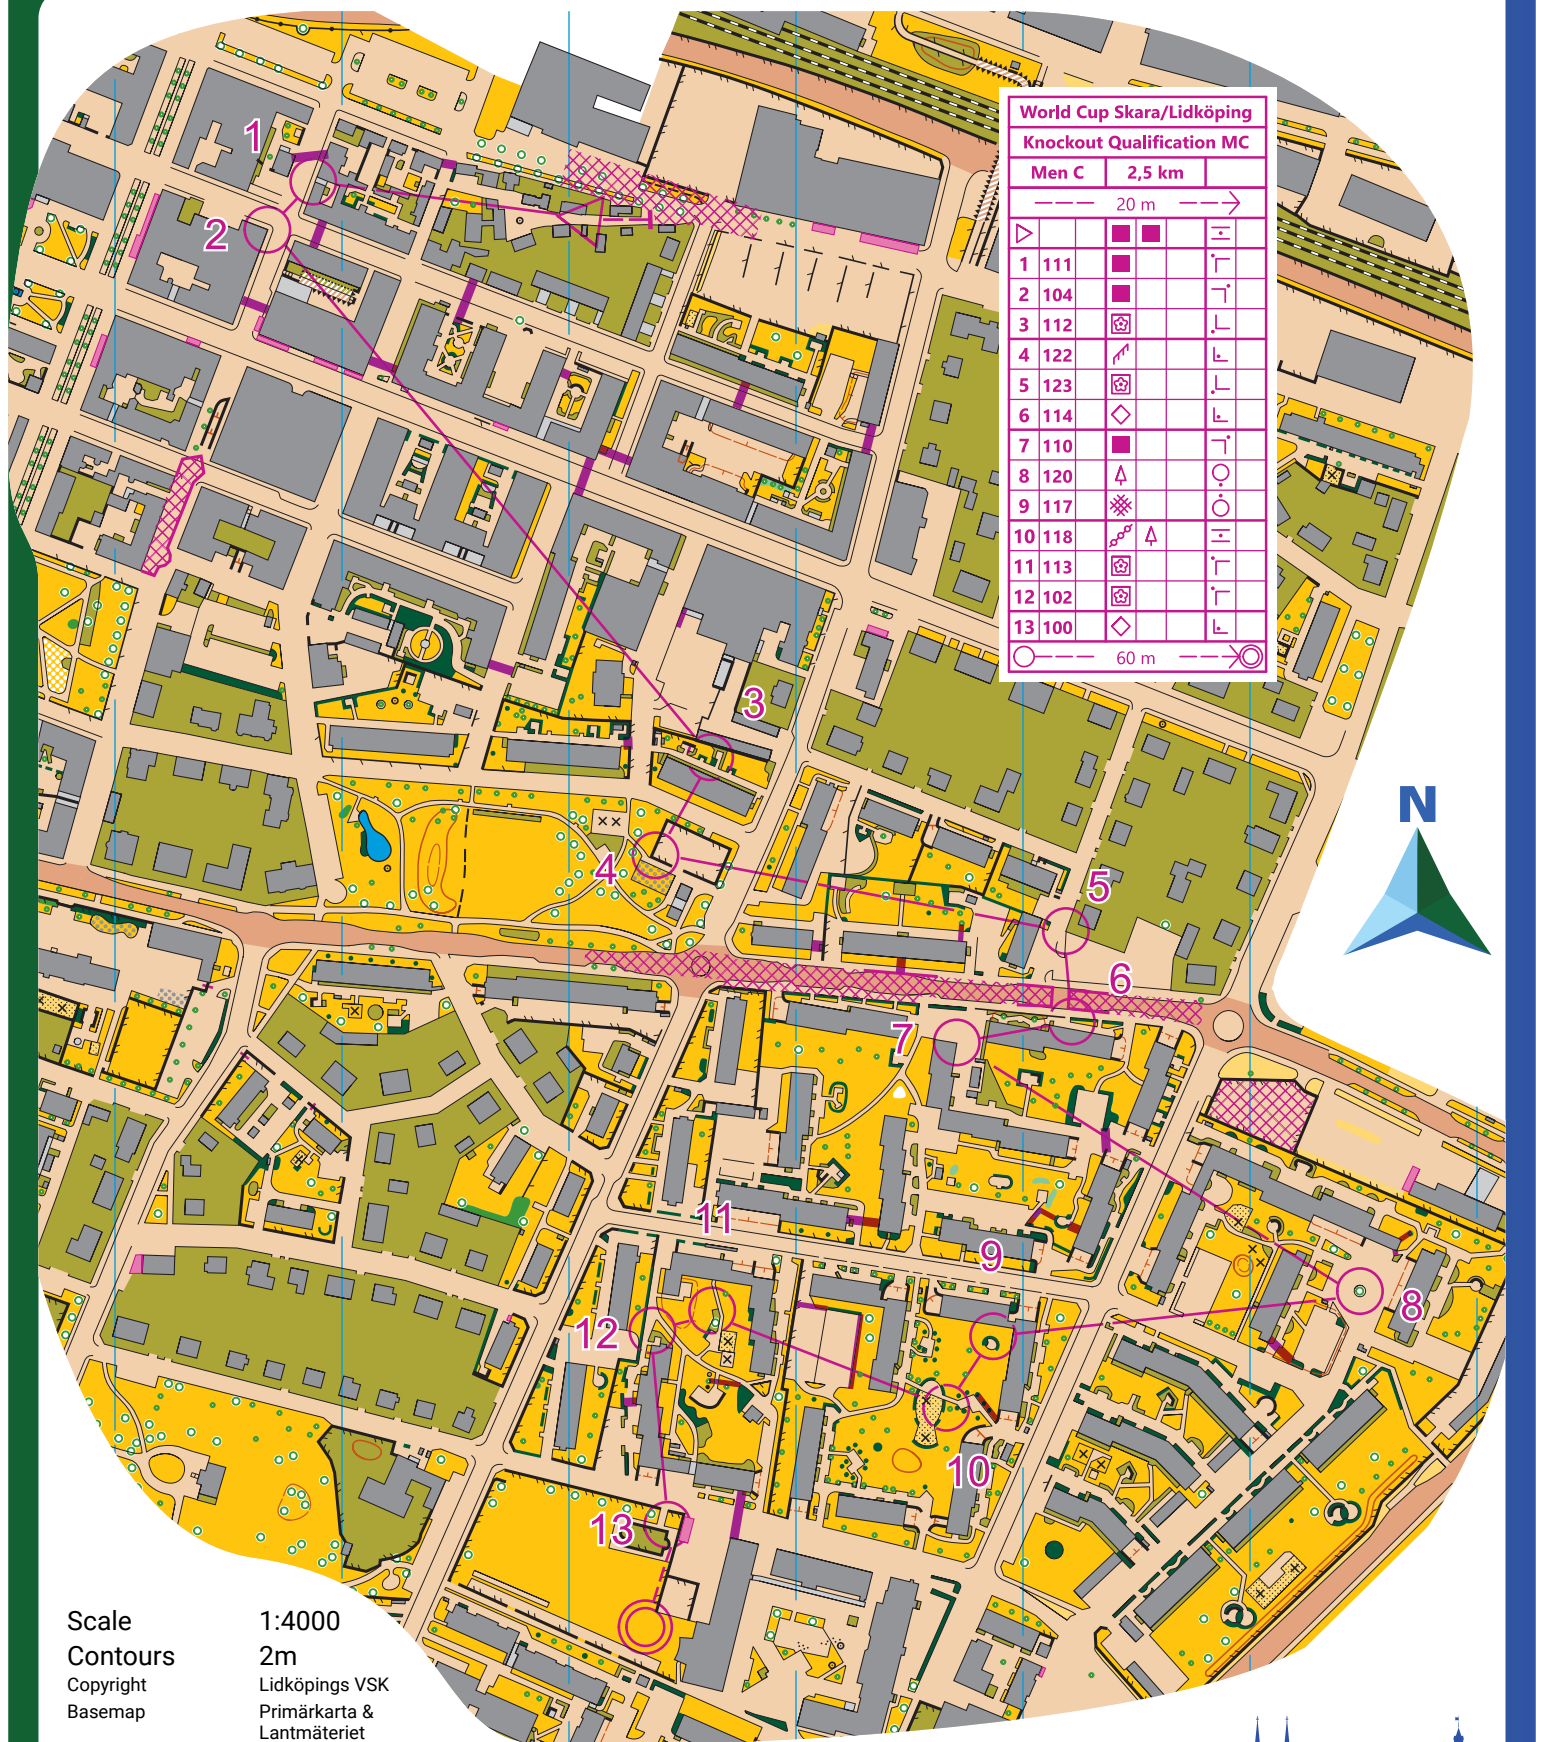 World Cup Skara/Lidköping
Knockout Qualification MC
Men C 2,5 km
20 m
1 111
2 104
3 112
4 122
5 123
6 114
7 110
8 120
9 117
10 118
11 113
12 102
13 100
60 m
1
2
3
N
4
5
6
7
11
9
8
12
10
13
Scale 1:4000
Contours 2m
Copyright Lidköpings VSK
Basemap Primärkarta &
Lantmäteriet